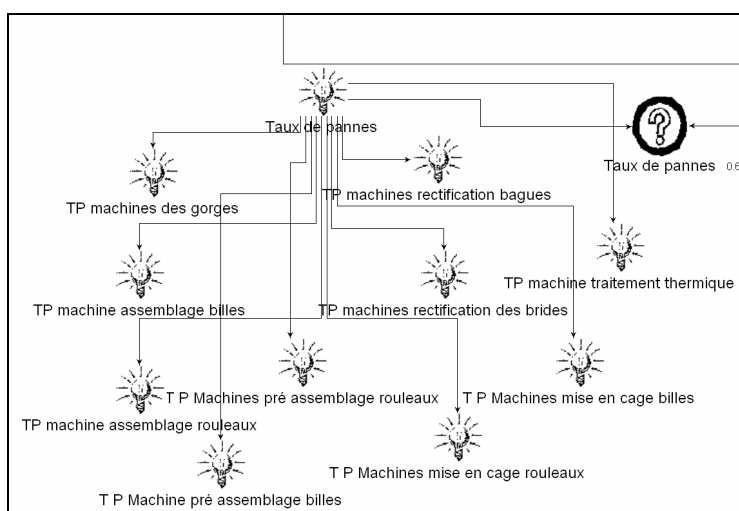 Taux de pannes
Taux de pannes 0.6
TP machines rectification bagues
TP machines des gorges
TP machine traitement thermique
TP machine assemblage billes
TP machines rectification des brides
T P Machines pré assemblage rouleaux
T P Machines mise en cage billes
TP machine assemblage rouleaux
T P Machines mise en cage rouleaux
T P Machine pré assemblage billes